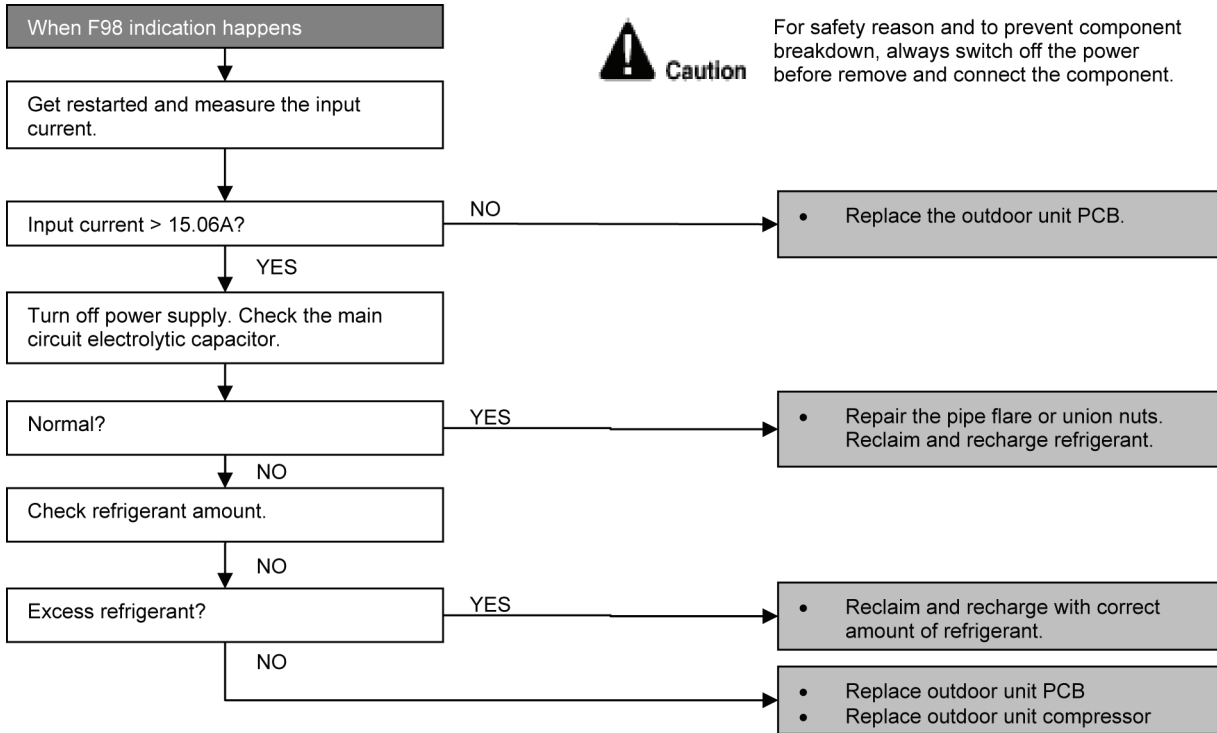 When F98 indication happens
Caution
For safety reason and to prevent component
breakdown, always switch off the power
before remove and connect the component.
Get restarted and measure the input
current.
Input current > 15.06A?
NO
• Replace the outdoor unit PCB.
YES
Turn off power supply. Check the main
circuit electrolytic capacitor.
Normal?
YES
• Repair the pipe flare or union nuts.
Reclaim and recharge refrigerant.
NO
Check refrigerant amount.
NO
Excess refrigerant?
YES
• Reclaim and recharge with correct
amount of refrigerant.
NO
• Replace outdoor unit PCB
• Replace outdoor unit compressor